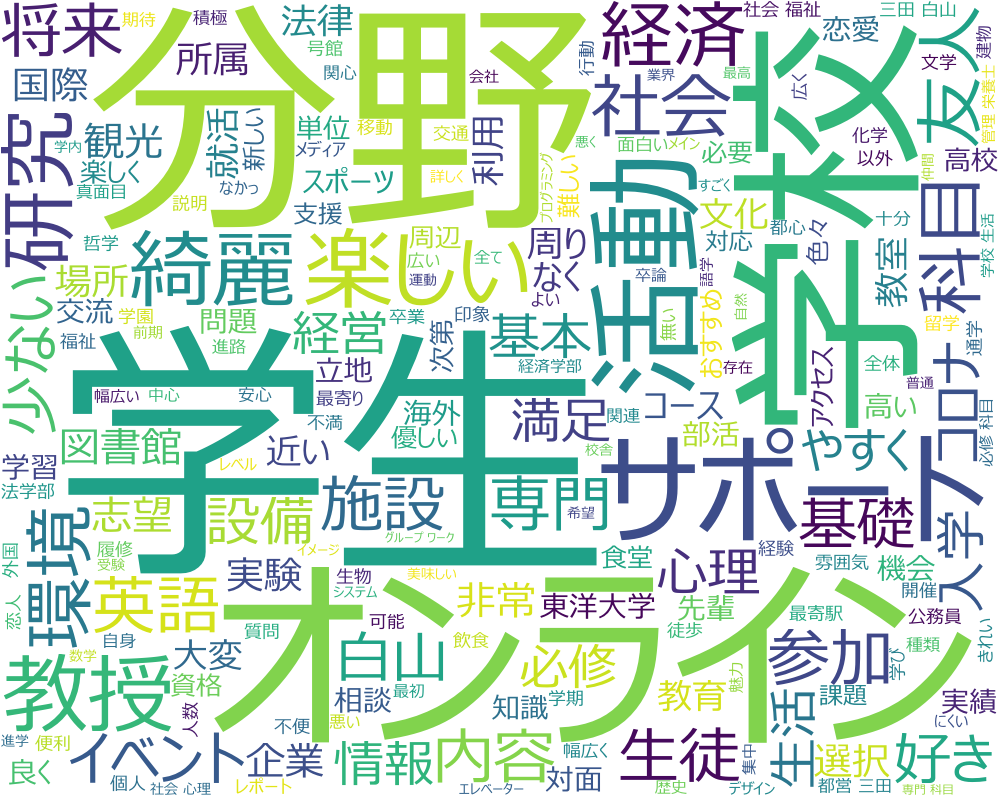 将来
期待
積極
所属
分野
法律
号館
関心
会社
経済
社会 福祉
行動
業界
最高
恋愛
三田 白山
広く
友人
文学
建物
管理 栄養士
国際
研究
学内
観光
楽しく
真面目
就活
新しい
なかっ
単位
メディア
移動
交通
利用
スポーツ
詳しく
プログラミング
難しい
悪く
面白い
メイン
社会
必要
学校
化学
以外
仲間
高校
説明
支援
哲学
場所
綺麗
楽しい
周辺
広い
全て
運動
周り
なく
卒論
よい
語学
活動
すごく
文化
対応
都心
色々
十分
教室
科目
学校 生活
少ない
交流
学園
前期
問題
進路
福祉
経営
卒業
印象
次第
基本
経済学部
無い
おすすめ
自然
存在
アクセス
全体
留学
通学
普通
コロナ
必修 科目
図書館
幅広い
中心
立地
最寄り
安心
不満
海外
優しい
満足
関連
コース
部活
高い
学習
近い
レベル
校舎
やすく
法学部
志望
設備
施設
専門
希望
サポート
基礎
入学
学生
環境
外国
履修
受験
イメージ
グループ ワーク
食堂
心理
経験
雰囲気
機会
恋人
英語
実験
生物
システム
美味しい
非常
東洋大学
先輩
最寄駅
開催
公務員
自身
数学
質問
可能
オンライン
飲食
徒歩
種類
きれい
教授
大変
資格
白山
必修
教育
魅力
参加
学び
人数
相談
最初
知識
学期
課題
実績
にくい
進学
便利
イベント
企業
不便
悪い
情報
内容
幅広く
生徒
集中
生活
選択
好き
良く
個人
社会 心理
レポート
エレベーター
対面
歴史
デザイン
都営 三田
専門 科目